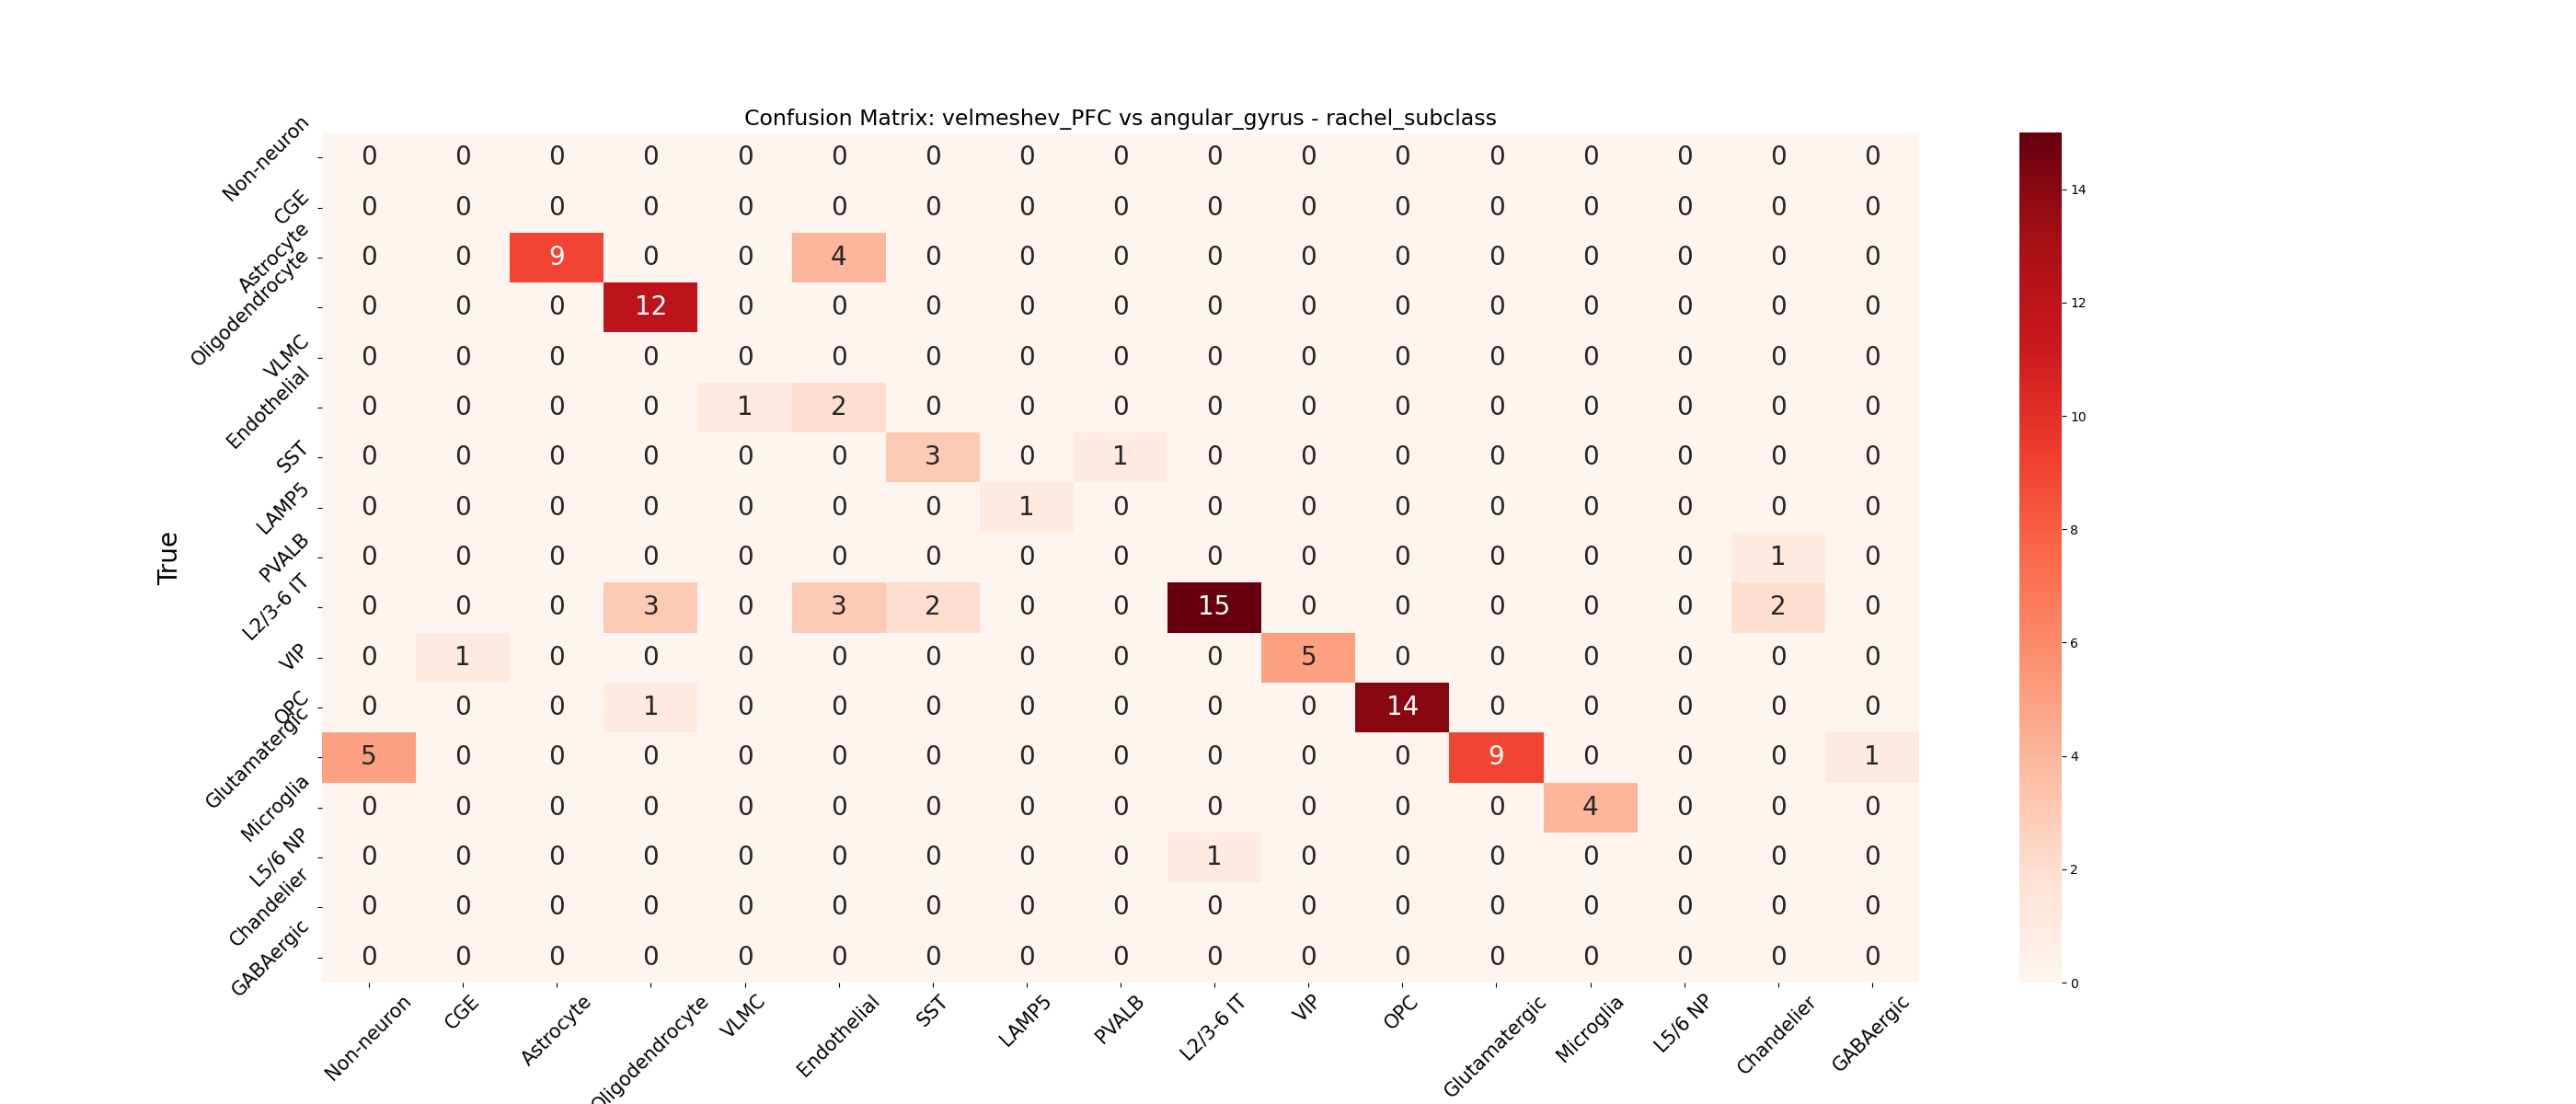 Confusion Matrix: velmeshev_PFC vs angular_gyrus - rachel_subclass
True
Non-neuron 0 0 0 0 0 0 0 0 0 0 0 0 0 0 0 0 0
CGE 0 0 0 0 0 0 0 0 0 0 0 0 0 0 0 0 0
Astrocyte 0 0 9 0 0 4 0 0 0 0 0 0 0 0 0 0 0
Oligodendrocyte 0 0 0 12 0 0 0 0 0 0 0 0 0 0 0 0 0
VLMC 0 0 0 0 0 0 0 0 0 0 0 0 0 0 0 0 0
Endothelial 0 0 0 0 1 2 0 0 0 0 0 0 0 0 0 0 0
SST 0 0 0 0 0 0 3 0 1 0 0 0 0 0 0 0 0
LAMP5 0 0 0 0 0 0 0 1 0 0 0 0 0 0 0 0 0
PVALB 0 0 0 0 0 0 0 0 0 0 0 0 0 0 0 1 0
L2/3-6 IT 0 0 0 3 0 3 2 0 0 15 0 0 0 0 0 2 0
VIP 0 1 0 0 0 0 0 0 0 0 5 0 0 0 0 0 0
OPC 0 0 0 1 0 0 0 0 0 0 0 14 0 0 0 0 0
Glutamatergic 5 0 0 0 0 0 0 0 0 0 0 0 9 0 0 0 1
Microglia 0 0 0 0 0 0 0 0 0 0 0 0 0 4 0 0 0
L5/6 NP 0 0 0 0 0 0 0 0 0 1 0 0 0 0 0 0 0
Chandelier 0 0 0 0 0 0 0 0 0 0 0 0 0 0 0 0 0
GABAergic 0 0 0 0 0 0 0 0 0 0 0 0 0 0 0 0 0
Non-neuron CGE Astrocyte Oligodendrocyte VLMC Endothelial SST LAMP5 PVALB L2/3-6 IT VIP OPC Glutamatergic Microglia L5/6 NP Chandelier GABAergic
14
12
10
8
6
4
2
0